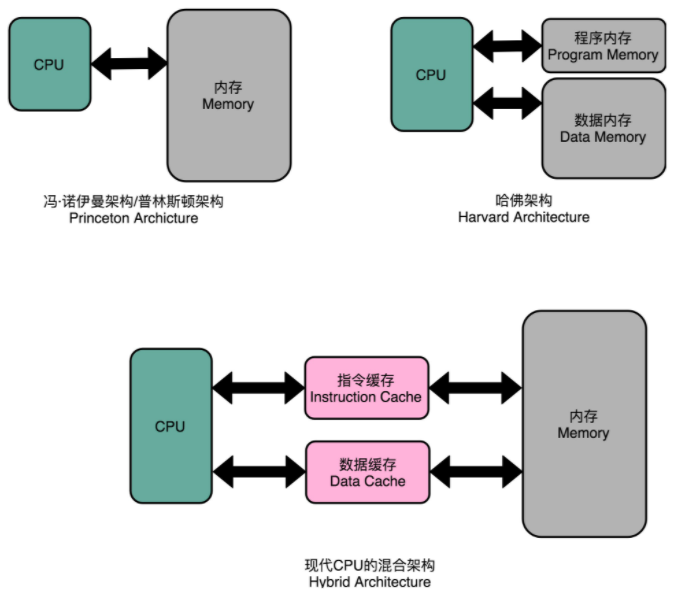 CPU
内存
Memory
冯·诺伊曼架构/普林斯顿架构
Princeton Archicture
CPU
程序内存
Program Memory
数据内存
Data Memory
哈佛架构
Harvard Architecture
CPU
指令缓存
Instruction Cache
数据缓存
Data Cache
内存
Memory
现代CPU的混合架构
Hybrid Architecture